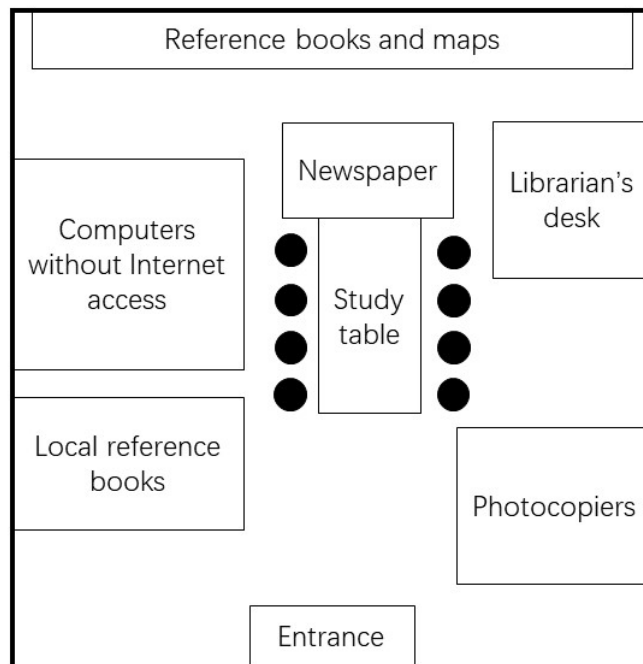 Reference books and maps
Newspaper
Librarian’s
desk
Computers
without Internet
access
Study
table
Local reference
books
Photocopiers
Entrance